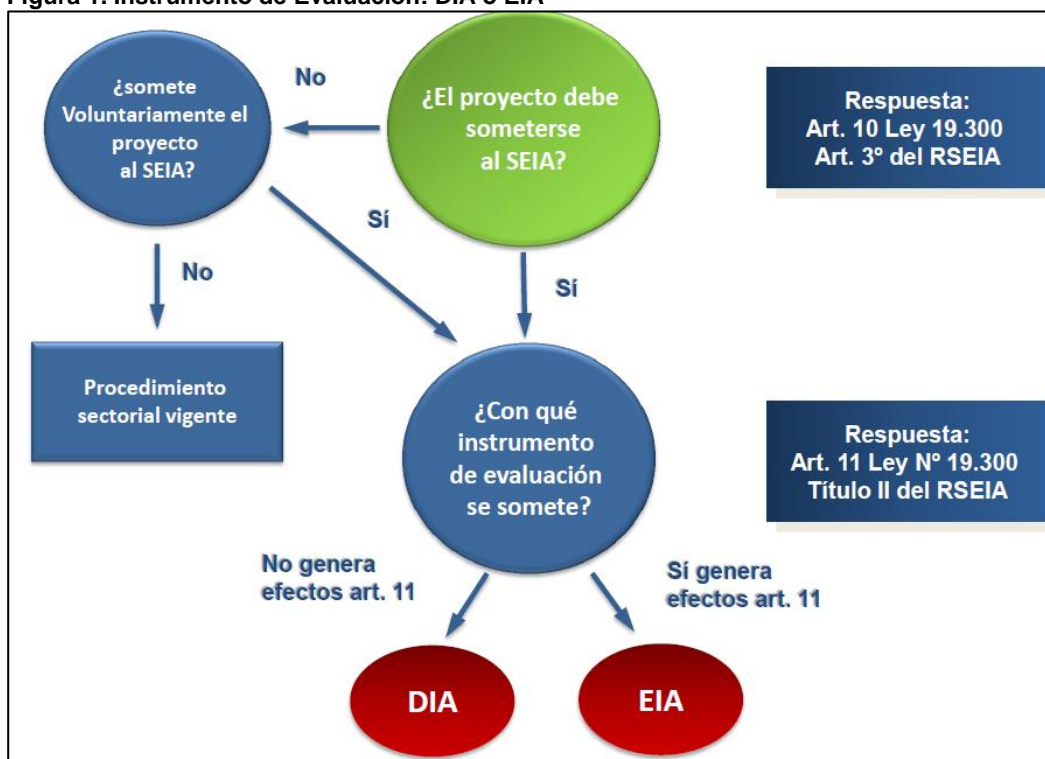 Figura 1. Instrumento de Evaluación: DIA o EIA
¿somete
Voluntariamente el
proyecto
al SEIA?
No
¿El proyecto debe
someterse
al SEIA?
Respuesta:
Art. 10 Ley 19.300
Art. 3º del RSEIA
Sí
No
Sí
Procedimiento
sectorial vigente
¿Con qué
instrumento
de evaluación
se somete?
Respuesta:
Art. 11 Ley Nº 19.300
Título II del RSEIA
No genera
efectos art. 11
Sí genera
efectos art. 11
DIA
EIA